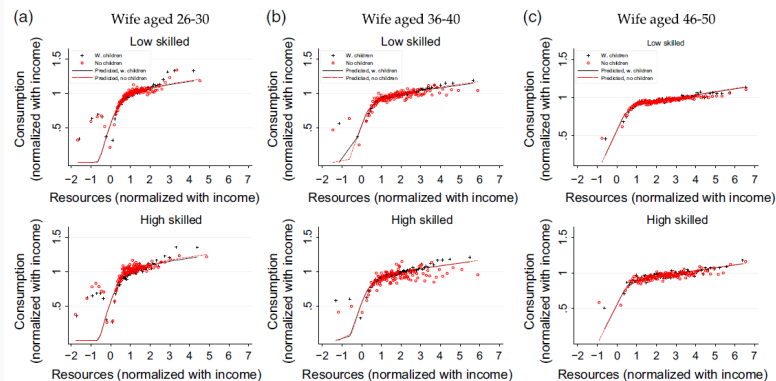 (a) Wife aged 26-30
Low skilled
+ W. children
○ No children
Predicted, w. children
Predicted, no children
Consumption
(normalized with income)
.5 1 1.5
-2 -1 0 1 2 3 4 5
Resources (normalized with income)
High skilled
Consumption
(normalized with income)
.5 1 1.5
-2 -1 0 1 2 3 4 5
Resources (normalized with income)
(b) Wife aged 36-40
Low skilled
+ W. children
○ No children
Predicted, w. children
Predicted, no children
Consumption
(normalized with income)
.5 1 1.5
-2 -1 0 1 2 3 4 5 6 7
Resources (normalized with income)
High skilled
Consumption
(normalized with income)
.5 1 1.5
-2 -1 0 1 2 3 4 5 6 7
Resources (normalized with income)
(c) Wife aged 46-50
Low skilled
+ W. children
○ No children
Predicted, w. children
Predicted, no children
Consumption
(normalized with income)
.5 1 1.5
-2 -1 0 1 2 3 4 5 6 7
Resources (normalized with income)
High skilled
Consumption
(normalized with income)
.5 1 1.5
-2 -1 0 1 2 3 4 5 6 7
Resources (normalized with income)